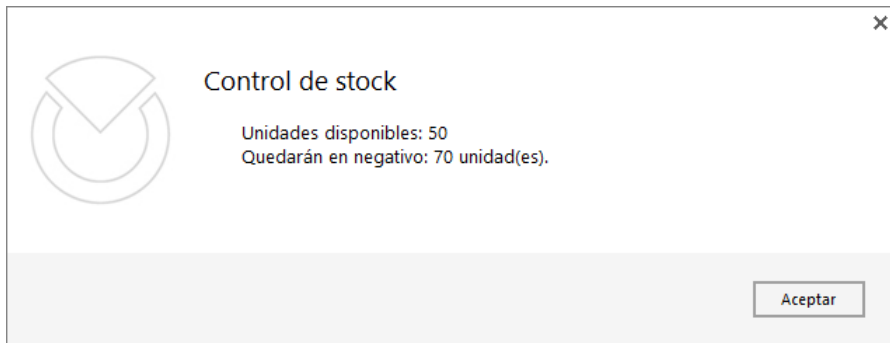 Control de stock
Unidades disponibles: 50
Quedarán en negativo: 70 unidad(es).
Aceptar